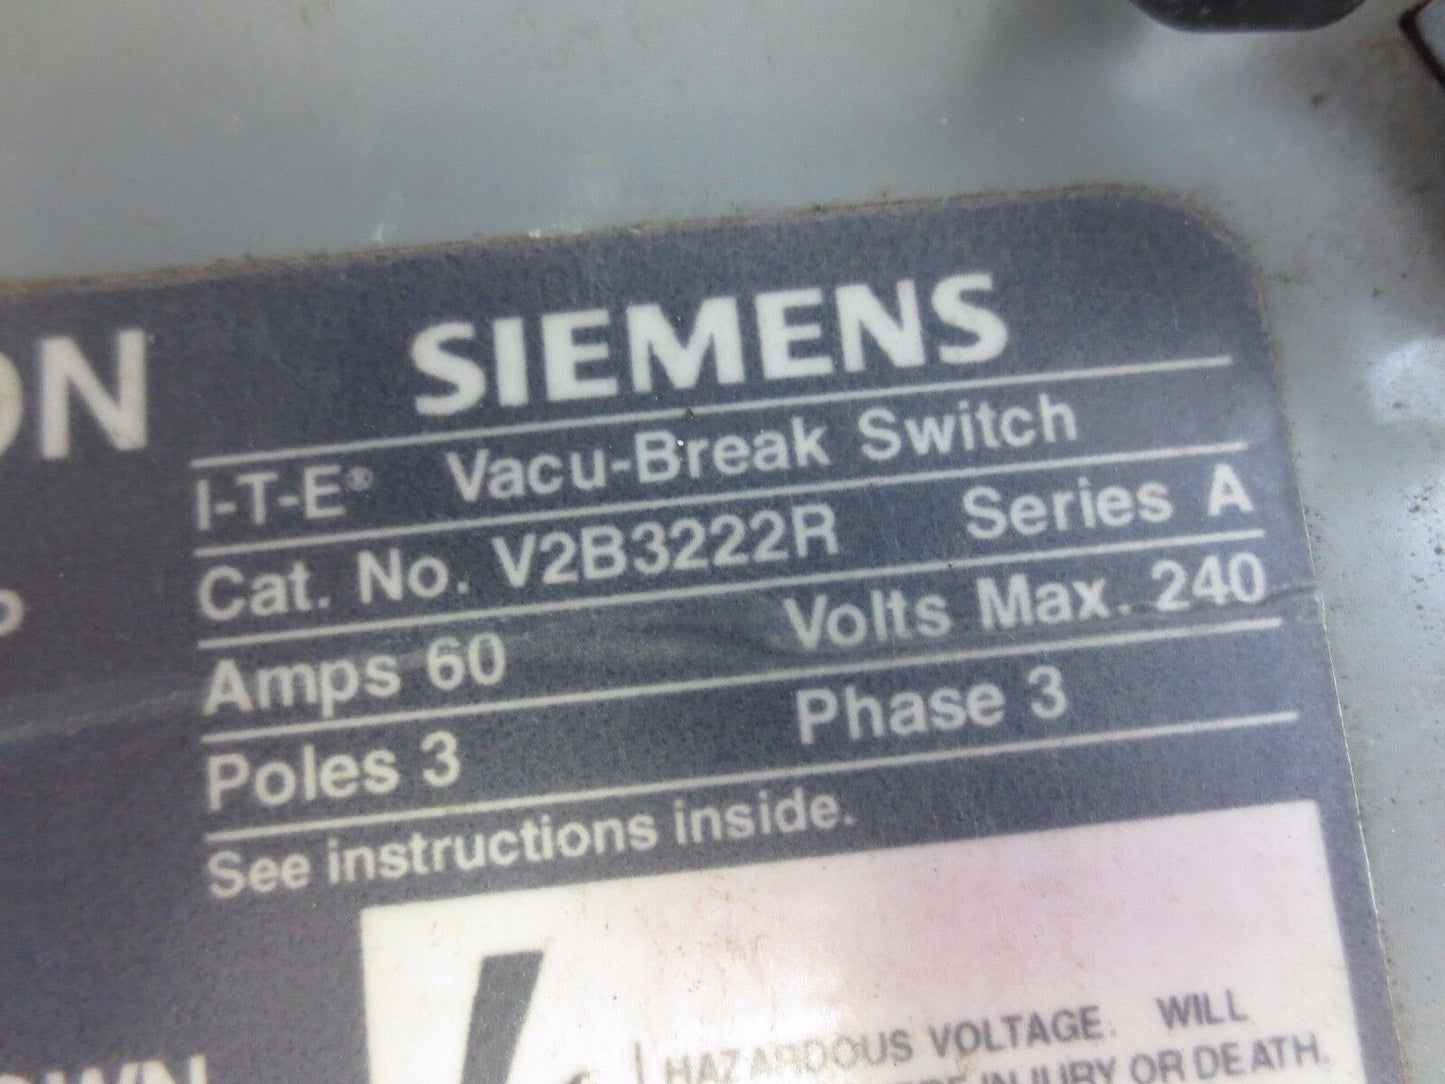 SIEMENS
I-T-E® Vacu-Break Switch
Cat. No. V2B3222R Series A
Amps 60 Volts Max. 240
Poles 3 Phase 3
See instructions inside.
HAZARDOUS VOLTAGE. WILL
INJURY OR DEATH.